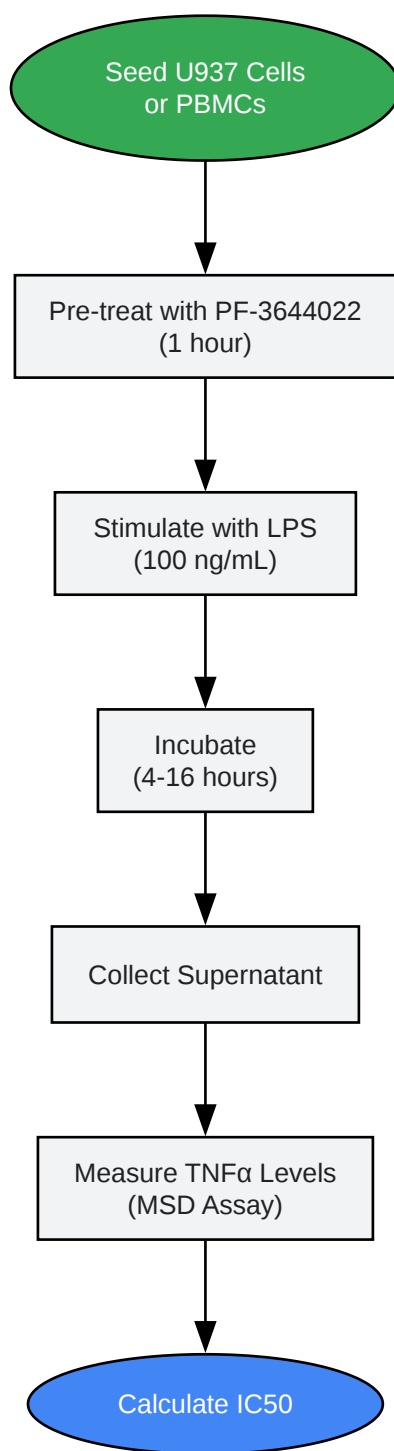 Seed U937 Cells
or PBMCs
Pre-treat with PF-3644022
(1 hour)
Stimulate with LPS
(100 ng/mL)
Incubate
(4-16 hours)
Collect Supernatant
Measure TNFα Levels
(MSD Assay)
Calculate IC50